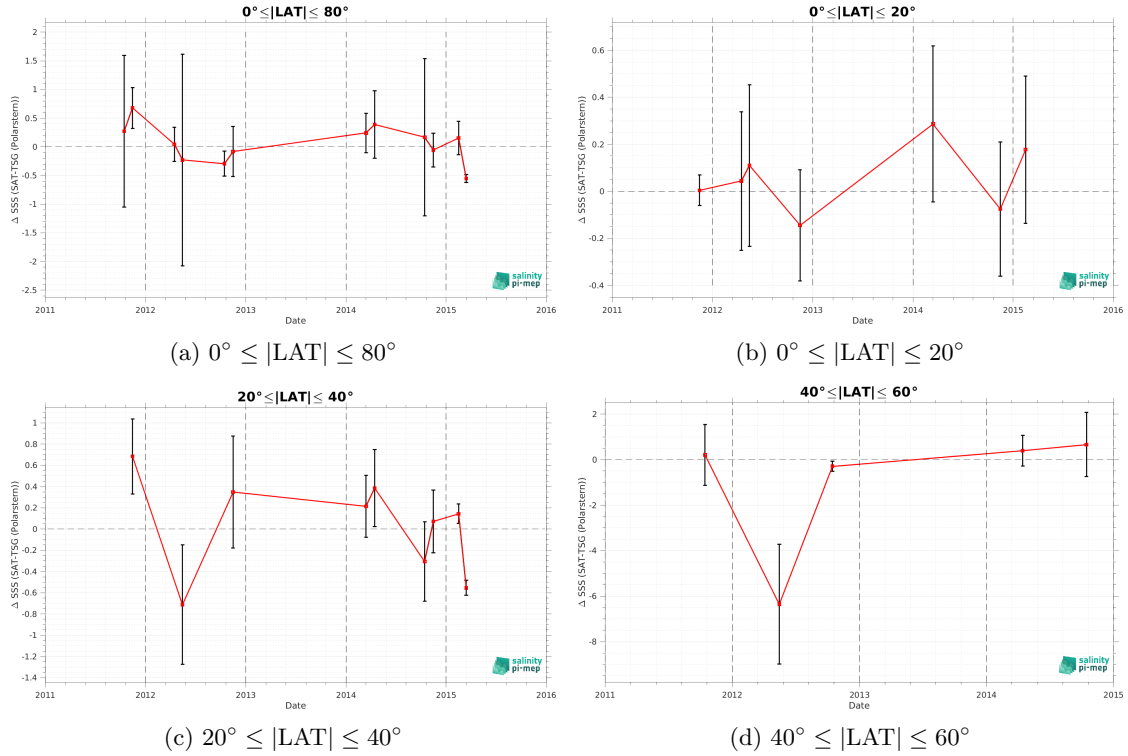 0°≤|LAT|≤ 80°
Δ SSS (SAT-TSG (Polarstern))
2
1.5
1
0.5
0
-0.5
-1
-1.5
-2
-2.5
2011
2012
2013
2014
2015
2016
Date
salinity
pi-mep
(a) 0° ≤ |LAT| ≤ 80°
0°≤|LAT|≤ 20°
Δ SSS (SAT-TSG (Polarstern))
0.6
0.4
0.2
0
-0.2
-0.4
2011
2012
2013
2014
2015
2016
Date
salinity
pi-mep
(b) 0° ≤ |LAT| ≤ 20°
20°≤|LAT|≤ 40°
Δ SSS (SAT-TSG (Polarstern))
1
0.8
0.6
0.4
0.2
0
-0.2
-0.4
-0.6
-0.8
-1
-1.2
-1.4
2011
2012
2013
2014
2015
2016
Date
salinity
pi-mep
(c) 20° ≤ |LAT| ≤ 40°
40°≤|LAT|≤ 60°
Δ SSS (SAT-TSG (Polarstern))
2
0
-2
-4
-6
-8
2011
2012
2013
2014
2015
Date
salinity
pi-mep
(d) 40° ≤ |LAT| ≤ 60°